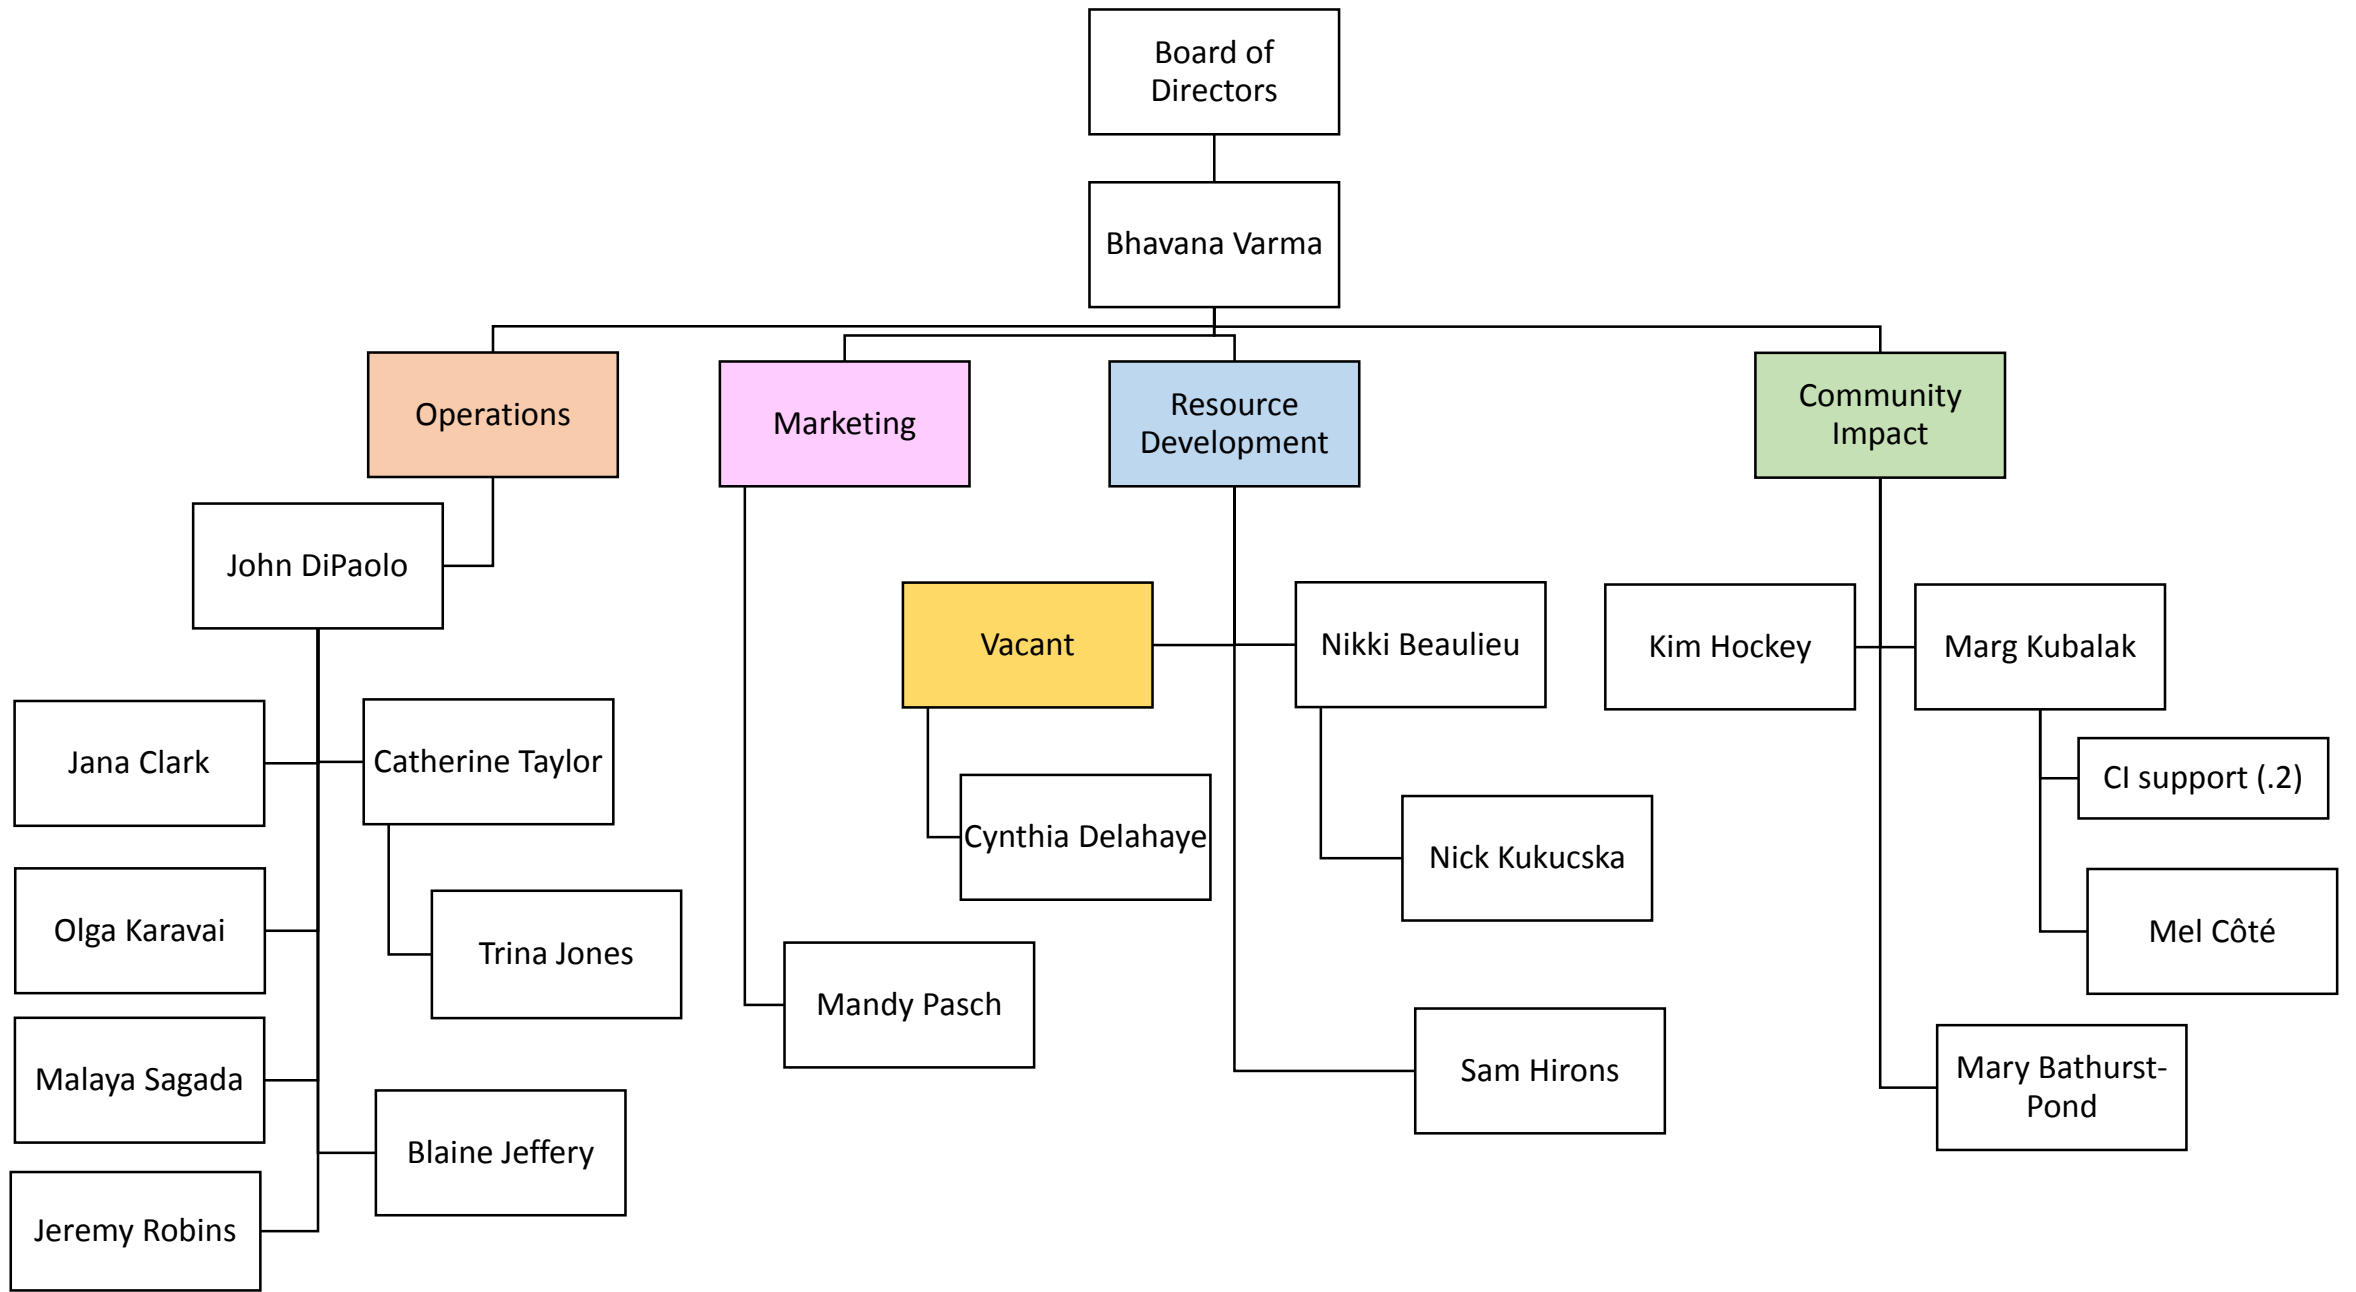 Board of
Directors
Bhavana Varma
Operations
Marketing
Resource
Development
Community
Impact
John DiPaolo
Vacant
Nikki Beaulieu
Kim Hockey
Marg Kubalak
Jana Clark
Catherine Taylor
CI support (.2)
Cynthia Delahaye
Nick Kukucska
Olga Karavai
Trina Jones
Mel Côté
Mandy Pasch
Malaya Sagada
Sam Hirons
Mary Bathurst-
Pond
Blaine Jeffery
Jeremy Robins